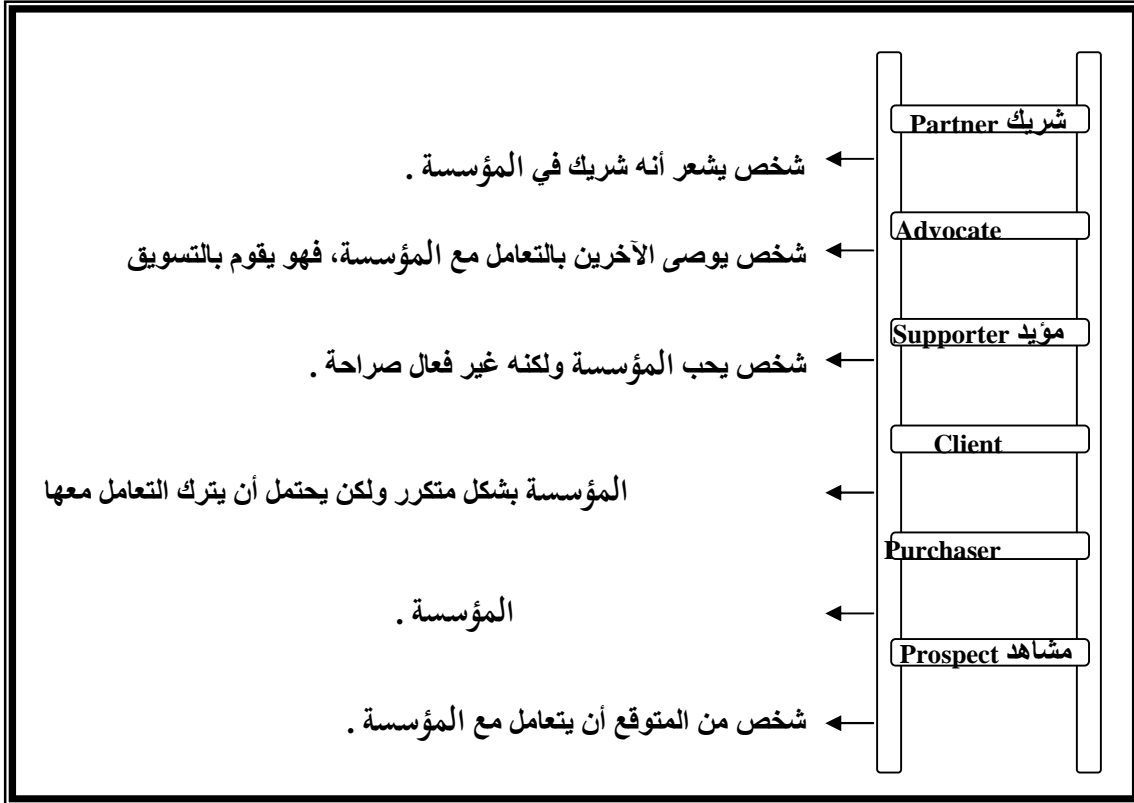 شريك Partner
شخص يشعر أنه شريك في المؤسسة .
Advocate
شخص يوصى الآخرين بالتعامل مع المؤسسة، فهو يقوم بالتسويق
مؤيد Supporter
شخص يحب المؤسسة ولكنه غير فعال صراحة .
Client
المؤسسة بشكل متكرر ولكن يحتمل أن يترك التعامل معها
Purchaser
المؤسسة .
مشاهد Prospect
شخص من المتوقع أن يتعامل مع المؤسسة .